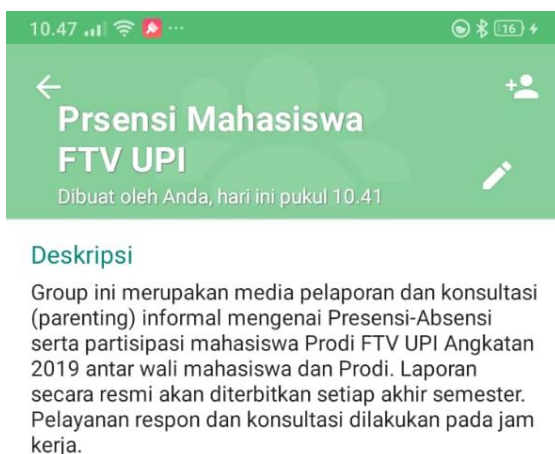 10.47
16
Prsensi Mahasiswa
FTV UPI
Dibuat oleh Anda, hari ini pukul 10.41
Deskripsi
Group ini merupakan media pelaporan dan konsultasi
(parenting) informal mengenai Presensi-Absensi
serta partisipasi mahasiswa Prodi FTV UPI Angkatan
2019 antar wali mahasiswa dan Prodi. Laporan
secara resmi akan diterbitkan setiap akhir semester.
Pelayanan respon dan konsultasi dilakukan pada jam
kerja.